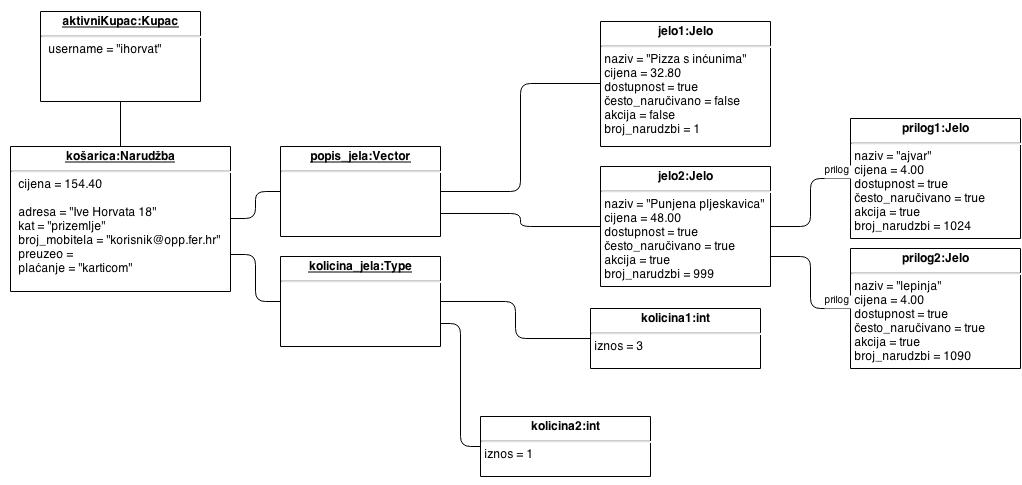 aktivniKupac:Kupac
username = "ihorvat"
košarica:Narudžba
cijena = 154.40
adresa = "Ive Horvata 18"
kat = "prizemlje"
broj_mobitela = "korisnik@opp.fer.hr"
preuzeo =
plaćanje = "karticom"
popis_jela:Vector
kolicina_jela:Type
jelo1:Jelo
naziv = "Pizza s inćunima"
cijena = 32.80
dostupnost = true
često_naručivano = false
akcija = false
broj_narudzbi = 1
jelo2:Jelo
naziv = "Punjena pljeskavica"
cijena = 48.00
dostupnost = true
često_naručivano = true
akcija = true
broj_narudzbi = 999
kolicina1:int
iznos = 3
kolicina2:int
iznos = 1
prilog
prilog1:Jelo
naziv = "ajvar"
cijena = 4.00
dostupnost = true
često_naručivano = true
akcija = true
broj_narudzbi = 1024
prilog
prilog2:Jelo
naziv = "lepinja"
cijena = 4.00
dostupnost = true
često_naručivano = true
akcija = true
broj_narudzbi = 1090